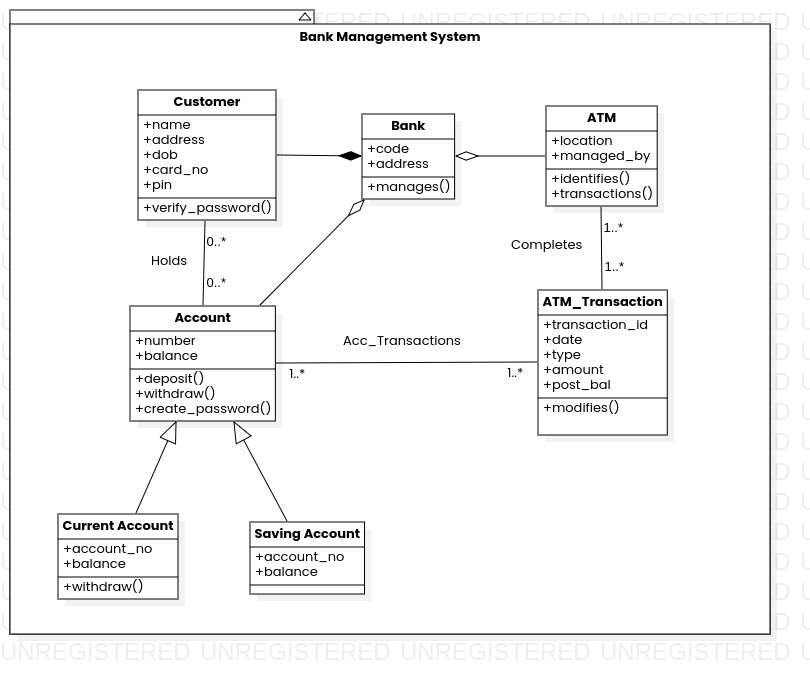 Bank Management System
Customer
+name
+address
+dob
+card_no
+pin
+verify_password()
Bank
+code
+address
+manages()
ATM
+location
+managed_by
+identifies()
+transactions()
0..*
Holds
0..*
1..*
Completes
1..*
Account
+number
+balance
+deposit()
+withdraw()
+create_password()
Acc_Transactions
1..*
1..*
ATM_Transaction
+transaction_id
+date
+type
+amount
+post_bal
+modifies()
Current Account
+account_no
+balance
+withdraw()
Saving Account
+account_no
+balance
UNREGISTERED UNREGISTERED UNREGISTERED UNREGISTERED